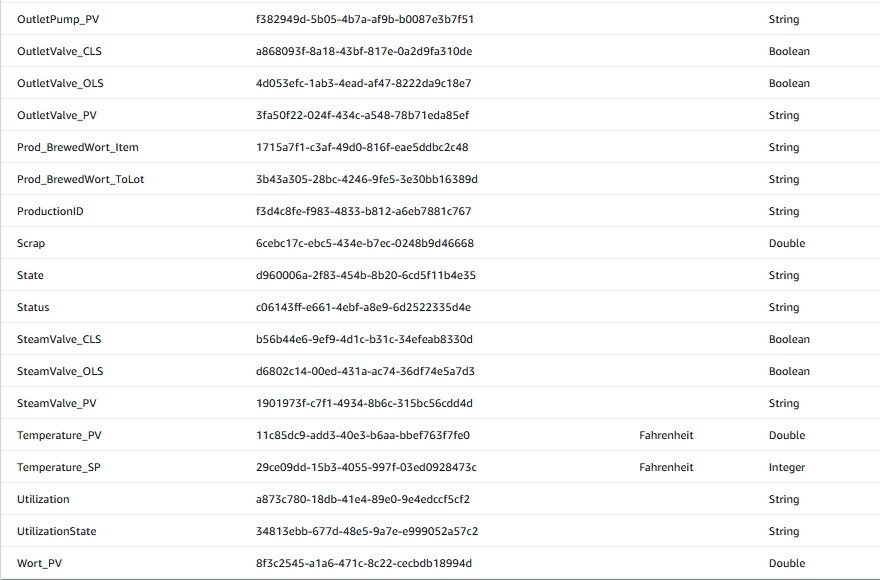 OutletPump_PV f382949d-5b05-4b7a-af9b-b0087e3b7f51 String
OutletValve_CLS a868093f-8a18-43bf-817e-0a2d9fa310de Boolean
OutletValve_OLS 4d053efc-1ab3-4ead-af47-8222da9c18e7 Boolean
OutletValve_PV 3fa50f22-024f-434c-a548-78b71eda85ef String
Prod_BrewedWort_Item 1715a7f1-c3af-49d0-816f-eae5ddbc2c48 String
Prod_BrewedWort_ToLot 3b43a305-28bc-4246-9fe5-3e30bb16389d String
ProductionID f3d4c8fe-f983-4833-b812-a6eb7881c767 String
Scrap 6cebc17c-ebc5-434e-b7ec-0248b9d46668 Double
State d960006a-2f83-454b-8b20-6cd5f11b4e35 String
Status c06143ff-e661-4ebf-a8e9-6d2522335d4e String
SteamValve_CLS b56b44e6-9ef9-4d1c-b31c-34efeab8330d Boolean
SteamValve_OLS d6802c14-00ed-431a-ac74-36df74e5a7d3 Boolean
SteamValve_PV 1901973f-c7f1-4934-8b6c-315bc56cdd4d String
Temperature_PV 11c85dc9-add3-40e3-b6aa-bbef763f7fe0 Fahrenheit Double
Temperature_SP 29ce09dd-15b3-4055-997f-03ed0928473c Fahrenheit Integer
Utilization a873c780-18db-41e4-89e0-9e4edccf5cf2 String
UtilizationState 34813ebb-677d-48e5-9a7e-e999052a57c2 String
Wort_PV 8f3c2545-a1a6-471c-8c22-cecbdb18994d Double